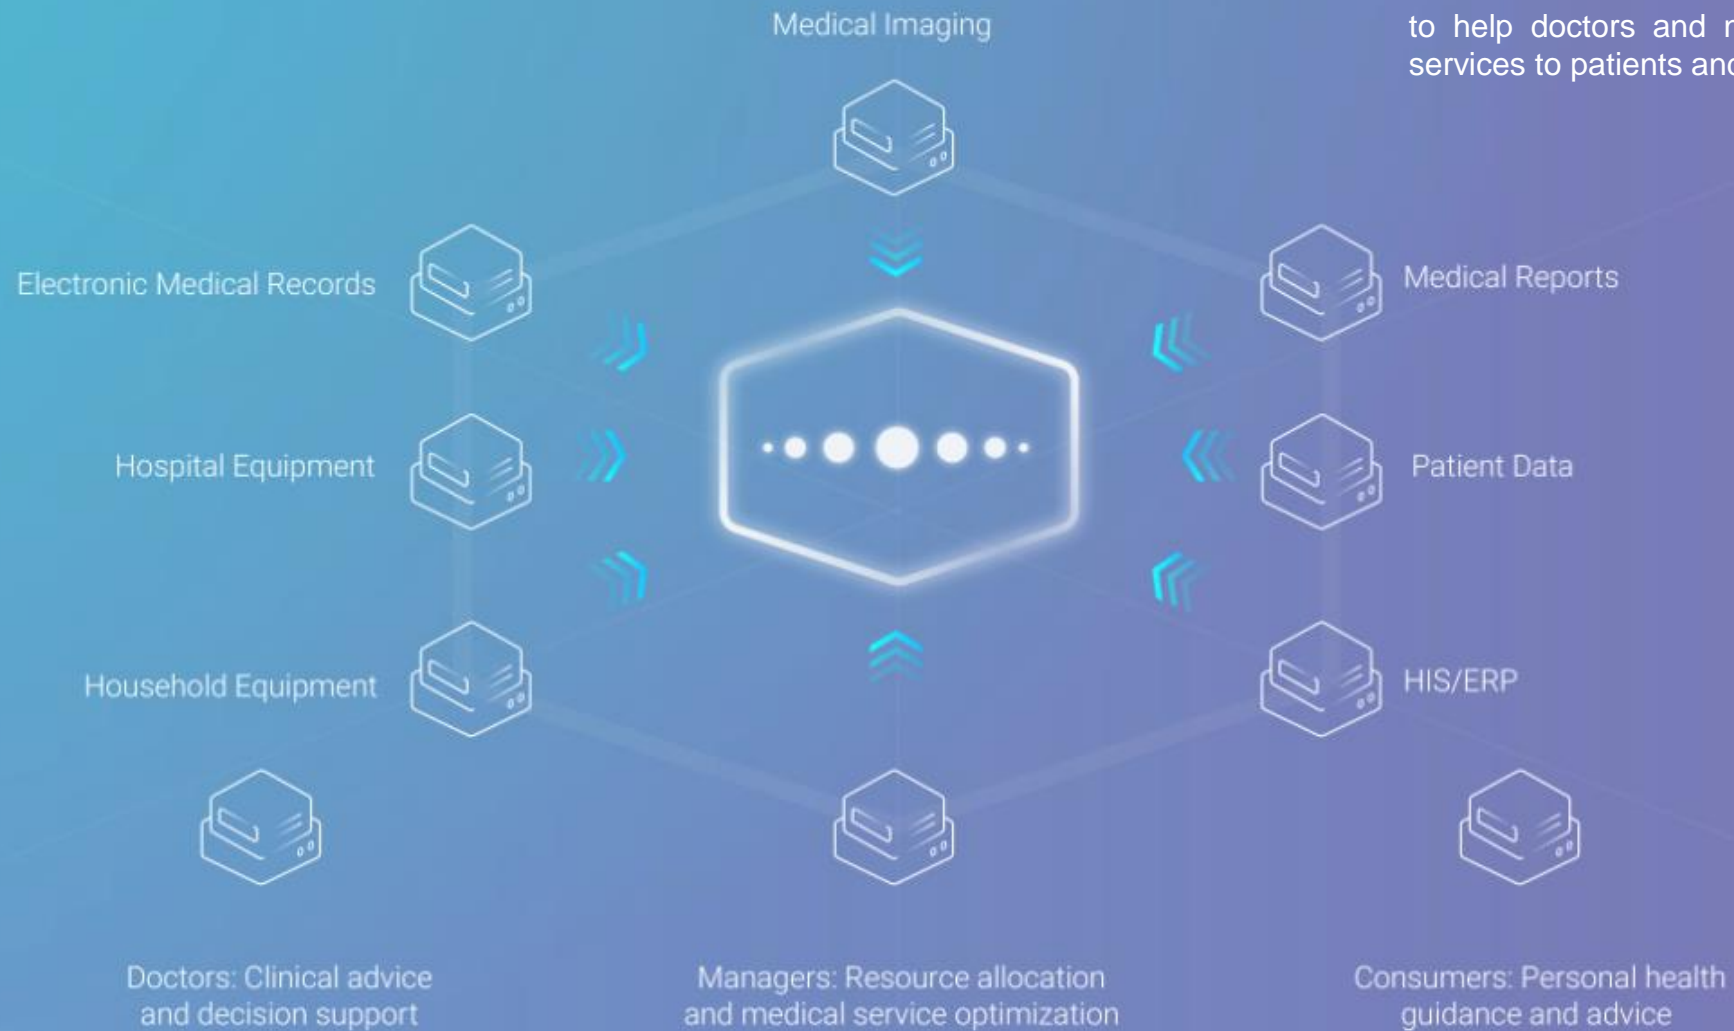 Medical Imaging
to help doctors and
services to patients
Electronic Medical Records
Medical Reports
Hospital Equipment
Patient Data
Household Equipment
HIS/ERP
Doctors: Clinical advice
and decision support
Managers: Resource allocation
and medical service optimization
Consumers: Personal health
guidance and advice